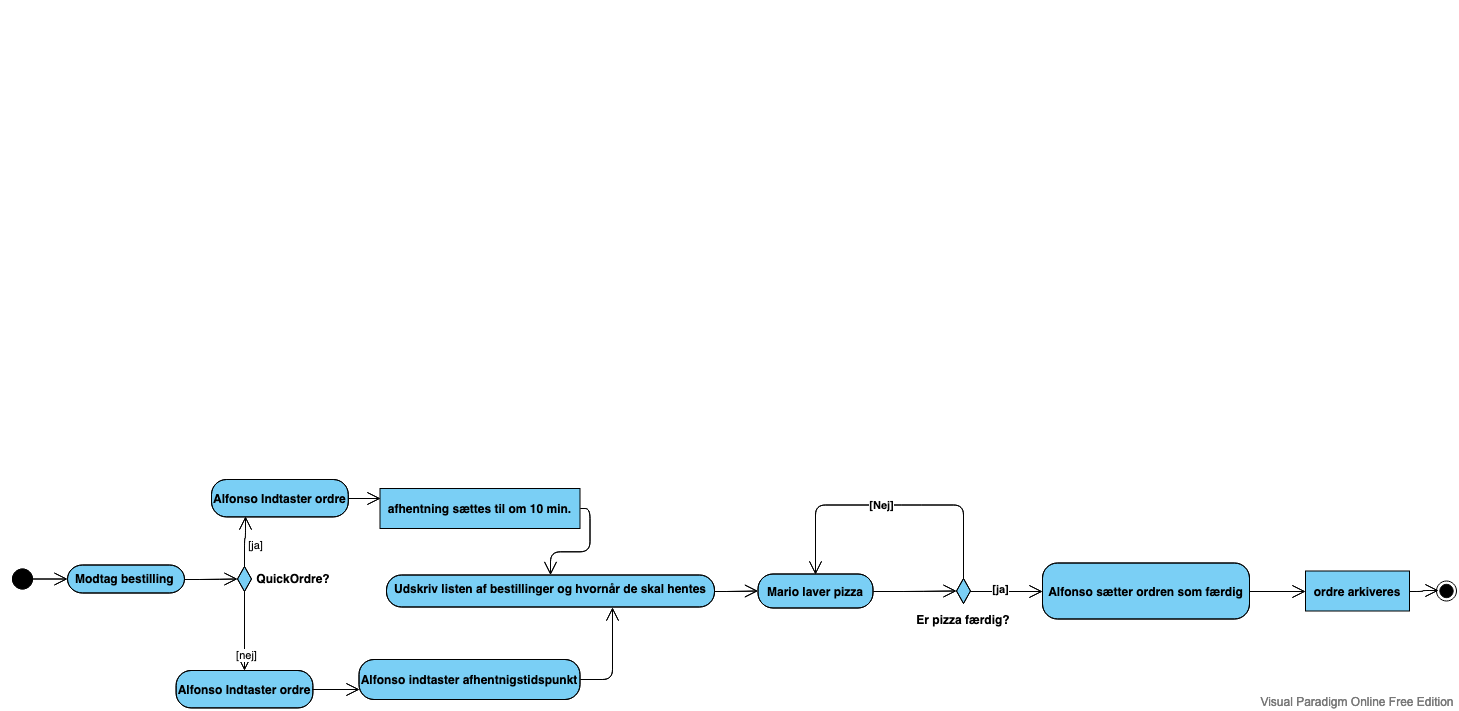 Alfonso Indtaster ordre
afhentning sættes til om 10 min.
[Nej]
[ja]
Modtag bestilling
QuickOrdre?
Udskriv listen af bestillinger og hvornår de skal hentes
Mario laver pizza
[ja]
Alfonso sætter ordren som færdig
ordre arkiveres
Er pizza færdig?
[nej]
Alfonso Indtaster ordre
Alfonso indtaster afhentnigstidspunkt
Visual Paradigm Online Free Edition